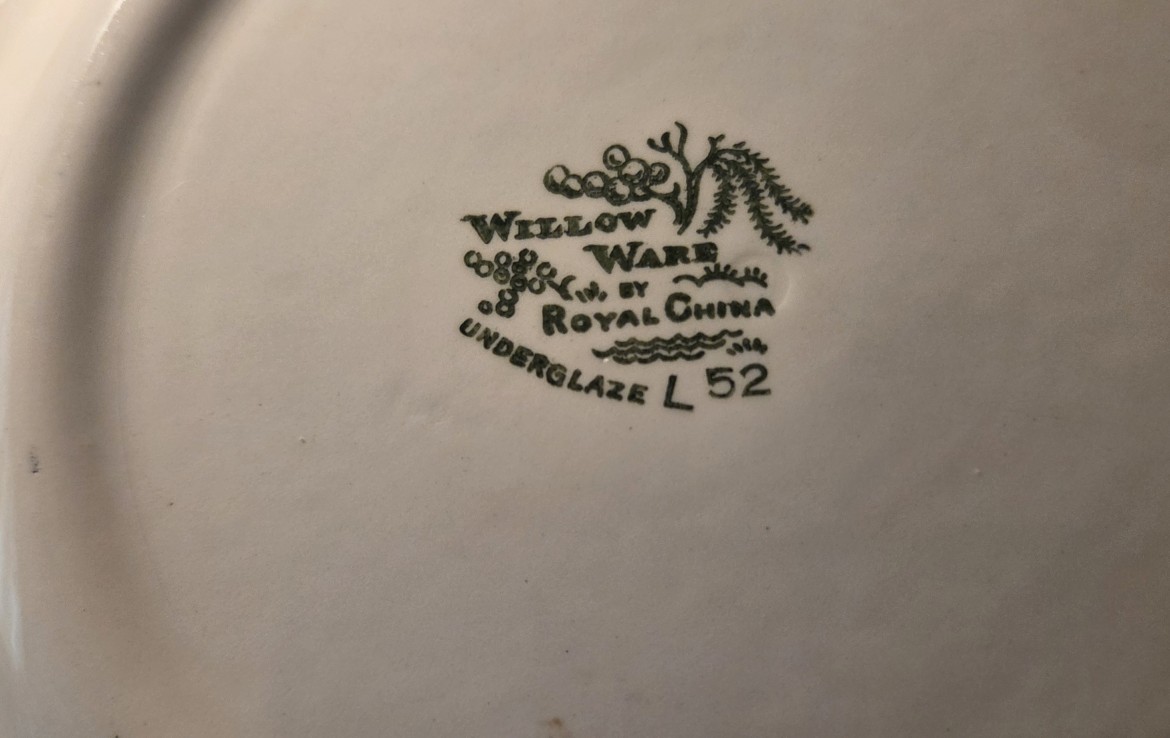 WILLOW
WARE
BY
ROYAL CHINA
UNDERGLAZE L 52